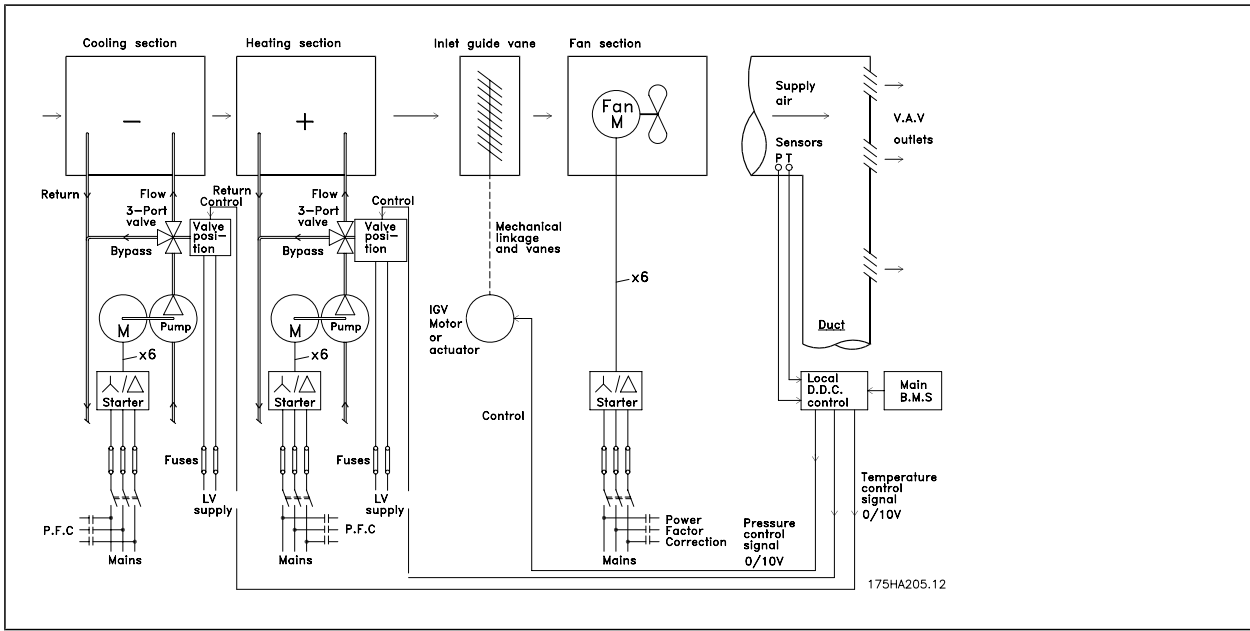 Cooling section
Heating section
Inlet guide vane
Fan section
−
+
Fan
M
Supply
air
V.A.V
outlets
Sensors
P T
Return
Flow
3-Port
valve
Bypass
Control
Valve
posi-
tion
Return
Flow
3-Port
valve
Bypass
Control
Valve
posi-
tion
Mechanical
linkage
and vanes
x6
M
Pump
x6
Starter
M
Pump
x6
Starter
IGV
Motor
or
actuator
Control
Starter
Duct
Local
D.D.C.
control
Main
B.M.S
Fuses
LV
supply
P.F.C
Mains
Fuses
LV
supply
P.F.C
Mains
Power
Factor
Correction
Mains
Pressure
control
signal
0/10V
Temperature
control
signal
0/10V
175HA205.12